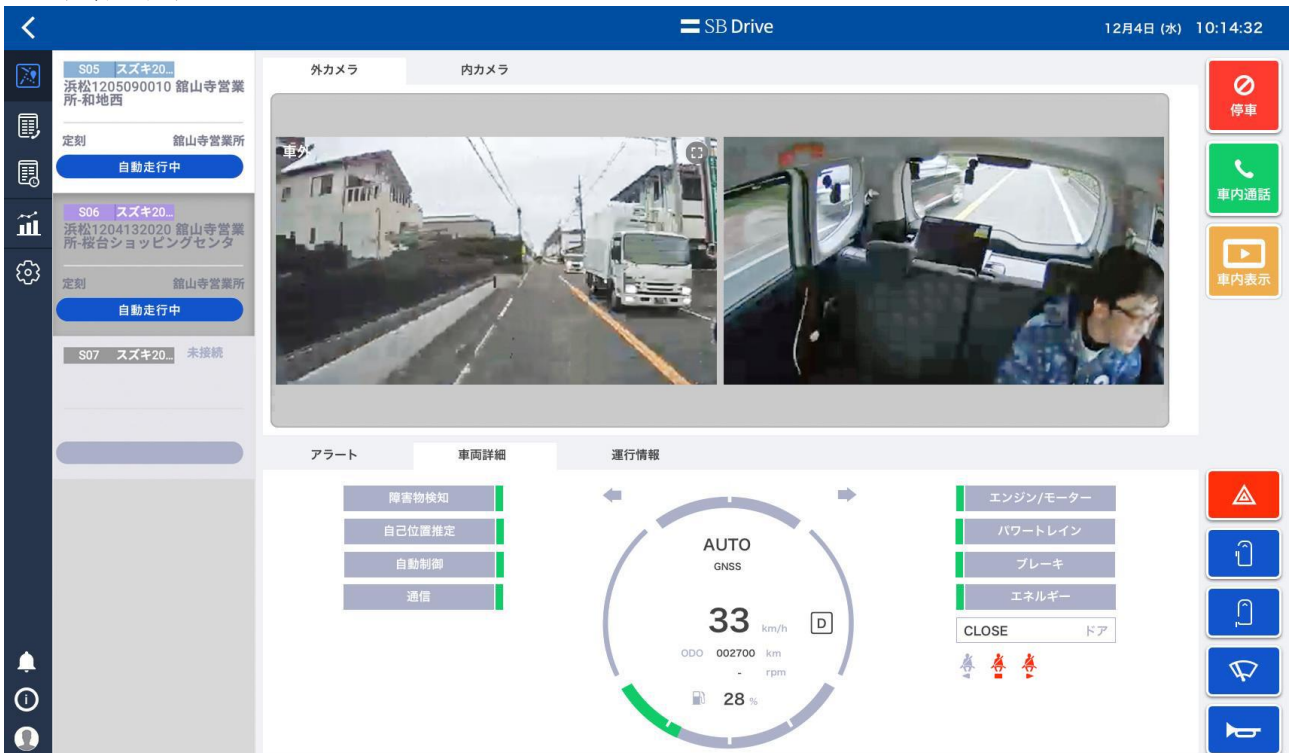 SB Drive
12月4日 (水) 10:14:32
S05 スズキ20...
浜松1205090010 舘山寺営業
所-和地西
定刻 舘山寺営業所
自動走行中
S06 スズキ20...
浜松1204132020 舘山寺営業
所-桜台ショッピングセンタ
定刻 舘山寺営業所
自動走行中
S07 スズキ20... 未接続
外カメラ 内カメラ
車外
停車
車内通話
車内表示
アラート 車両詳細 運行情報
障害物検知
自己位置推定
自動制御
通信
AUTO
GNSS
33 km/h D
ODO 002700 km
- rpm
28 %
エンジン/モーター
パワートレイン
ブレーキ
エネルギー
CLOSE ドア